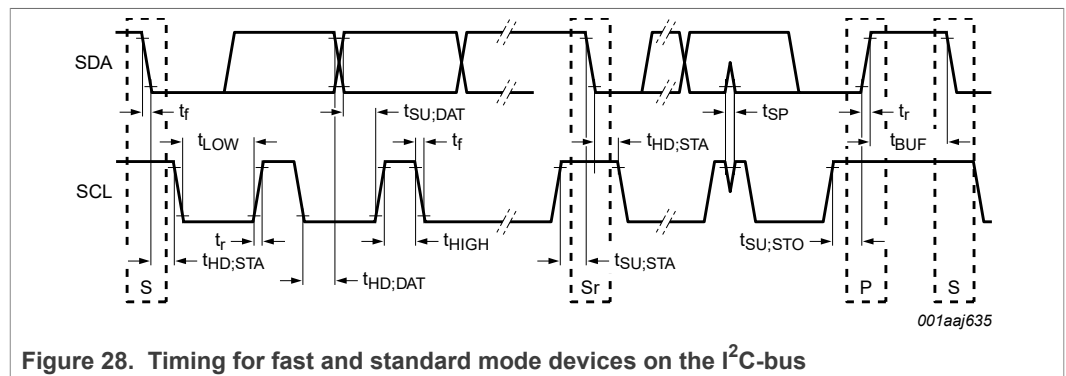 SDA
t_f
t_SU;DAT
t_SP
t_r
t_LOW
t_f
t_HD;STA
t_BUF
SCL
t_r
t_HIGH
t_SU;STO
t_HD;STA
t_SU;STA
t_HD;DAT
S
Sr
P
S
001aaj635
Figure 28. Timing for fast and standard mode devices on the I²C-bus